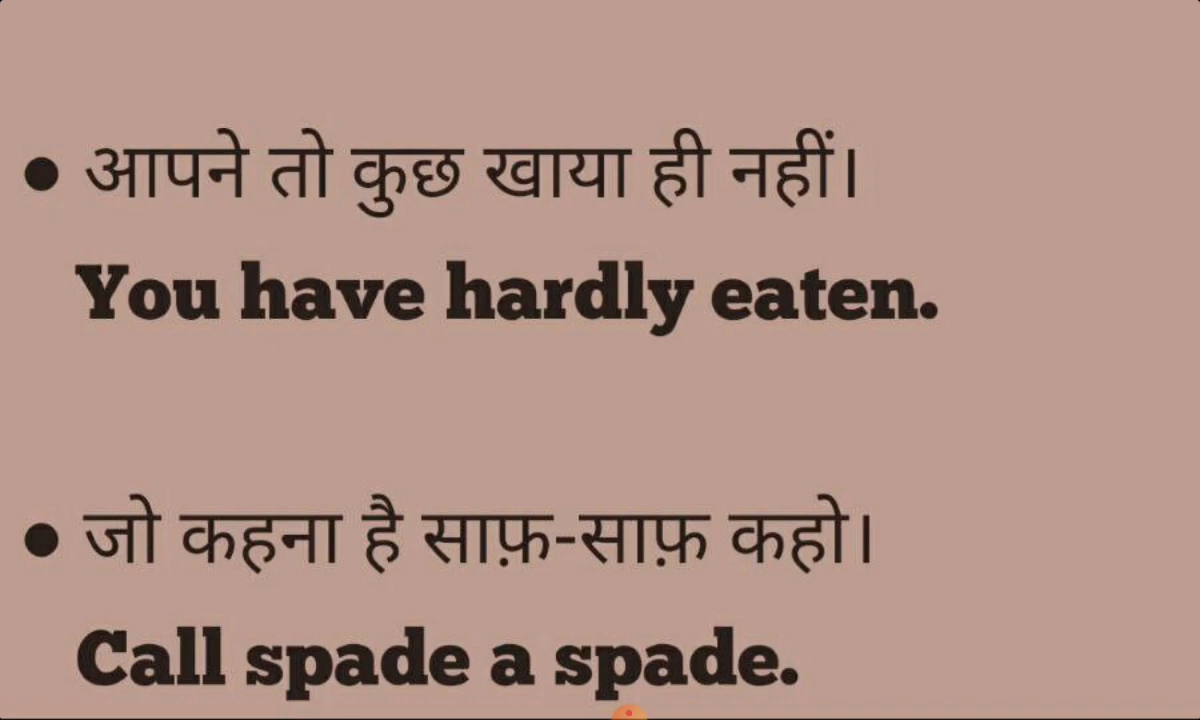 • आपने तो कुछ खाया ही नहीं।
You have hardly eaten.
• जो कहना है साफ़-साफ़ कहो।
Call spade a spade.